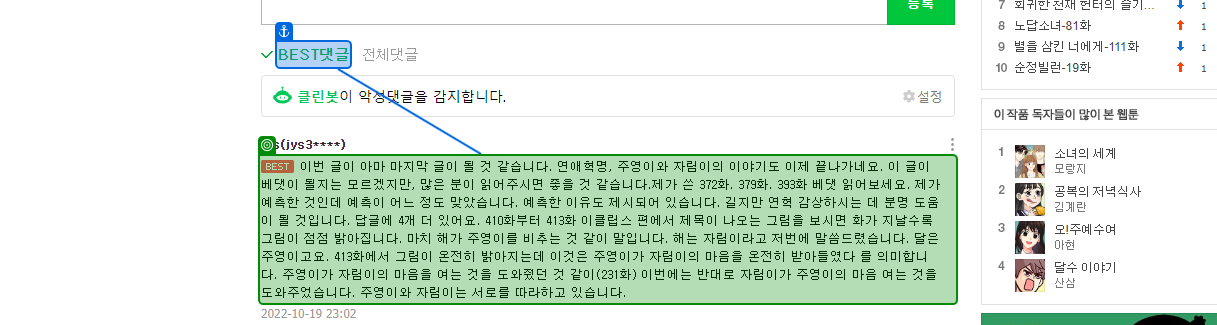 등록
BEST댓글 전체댓글
클린봇이 악성댓글을 감지합니다.
설정
s(jys3****)
BEST 이번 글이 아마 마지막 글이 될 것 같습니다. 연애혁명, 주영이와 자림이의 이야기도 이제 끝나가네요. 이 글이
베댓이 될지는 모르겠지만, 많은 분이 읽어주시면 좋을 것 같습니다.제가 쓴 372화. 379화. 393화 베댓 읽어보세요. 제가
예측한 것인데 예측이 어느 정도 맞았습니다. 예측한 이유도 제시되어 있습니다. 길지만 연혁 감상하시는 데 분명 도움
이 될 것입니다. 답글에 4개 더 있어요. 410화부터 413화 이클립스 편에서 제목이 나오는 그림을 보시면 화가 지날수록
그림이 점점 밝아집니다. 마치 해가 주영이를 비추는 것 같이 말입니다. 해는 자림이라고 저번에 말씀드렸습니다. 달은
주영이고요. 413화에서 그림이 온전히 밝아지는데 이것은 주영이가 자림이의 마음을 온전히 받아들였다 를 의미합니
다. 주영이가 자림이의 마음을 여는 것을 도와줬던 것 같이(231화) 이번에는 반대로 자림이가 주영이의 마음 여는 것을
도와주었습니다. 주영이와 자림이는 서로를 따라하고 있습니다.
2022-10-19 23:02
7 회귀한 천재 헌터의 슬기... 1
8 노답소녀-81화 1
9 별을 삼킨 너에게-111화 1
10 순정빌런-19화 1
이 작품 독자들이 많이 본 웹툰
1 소녀의 세계
모랑지
2 공복의 저녁식사
김계란
3 오!주예수여
아현
4 달수 이야기
산삼